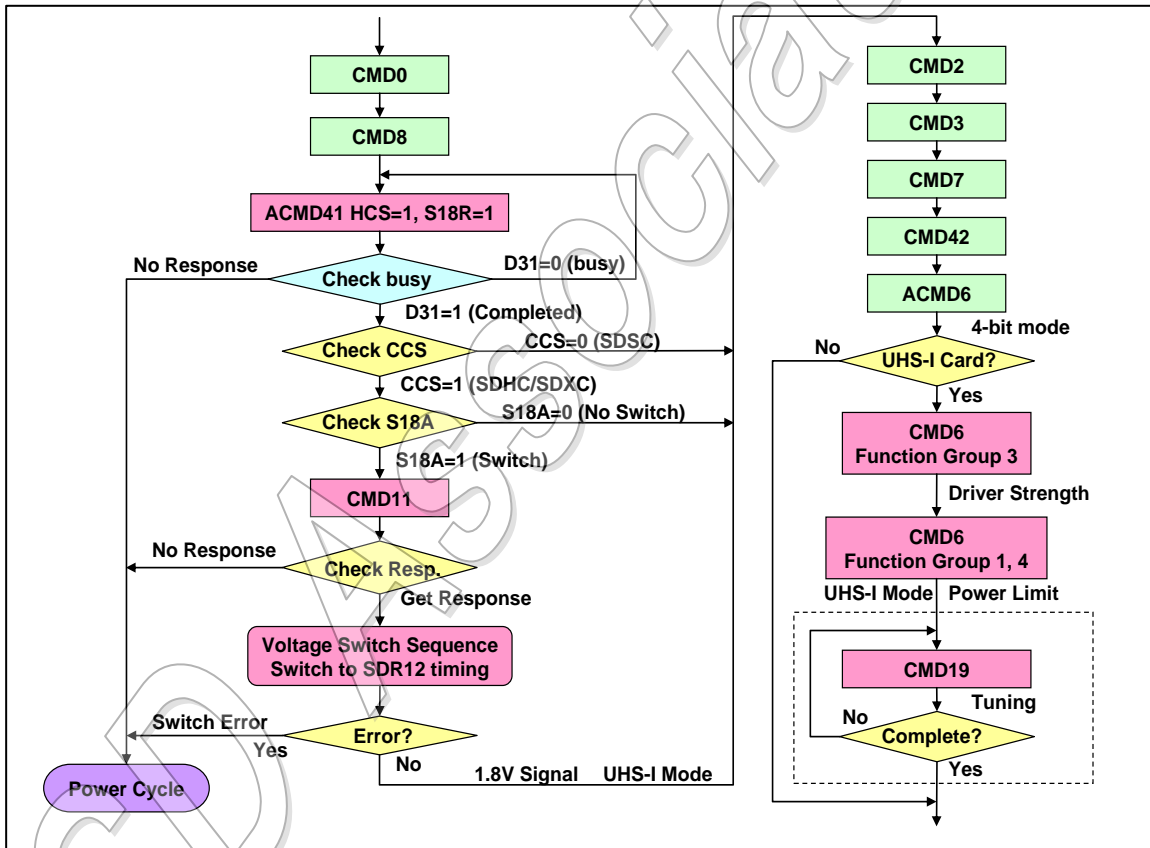 CMD0
CMD8
ACMD41 HCS=1, S18R=1
No Response
Check busy
D31=0 (busy)
D31=1 (Completed)
Check CCS
CCS=0 (SDSC)
CCS=1 (SDHC/SDXC)
Check S18A
S18A=0 (No Switch)
S18A=1 (Switch)
CMD11
No Response
Check Resp.
Get Response
Voltage Switch Sequence
Switch to SDR12 timing
Switch Error
Yes
Error?
No
1.8V Signal UHS-I Mode
Power Cycle
CMD2
CMD3
CMD7
CMD42
ACMD6
4-bit mode
No
UHS-I Card?
Yes
CMD6
Function Group 3
Driver Strength
CMD6
Function Group 1, 4
UHS-I Mode Power Limit
CMD19
Tuning
No
Complete?
Yes
SD Associa